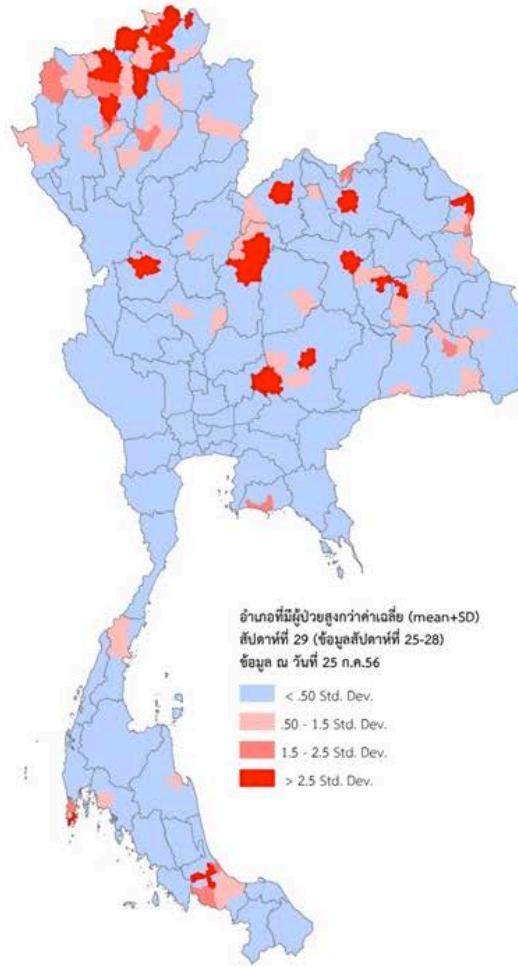 อำเภอที่มีผู้ป่วยสูงกว่าค่าเฉลี่ย (mean+SD)
สัปดาห์ที่ 29 (ข้อมูลสัปดาห์ที่ 25-28)
ข้อมูล ณ วันที่ 25 ก.ค.56
< .50 Std. Dev.
.50 - 1.5 Std. Dev.
1.5 - 2.5 Std. Dev.
> 2.5 Std. Dev.